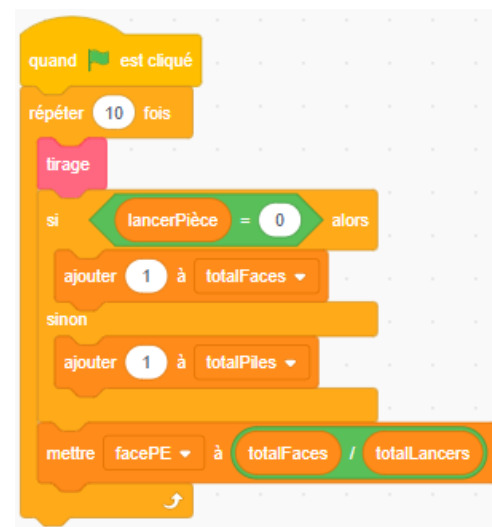 quand est cliqué
répéter 10 fois
tirage
si lancerPièce = 0 alors
ajouter 1 à totalFaces
sinon
ajouter 1 à totalPiles
mettre facePE à totalFaces / totalLancers